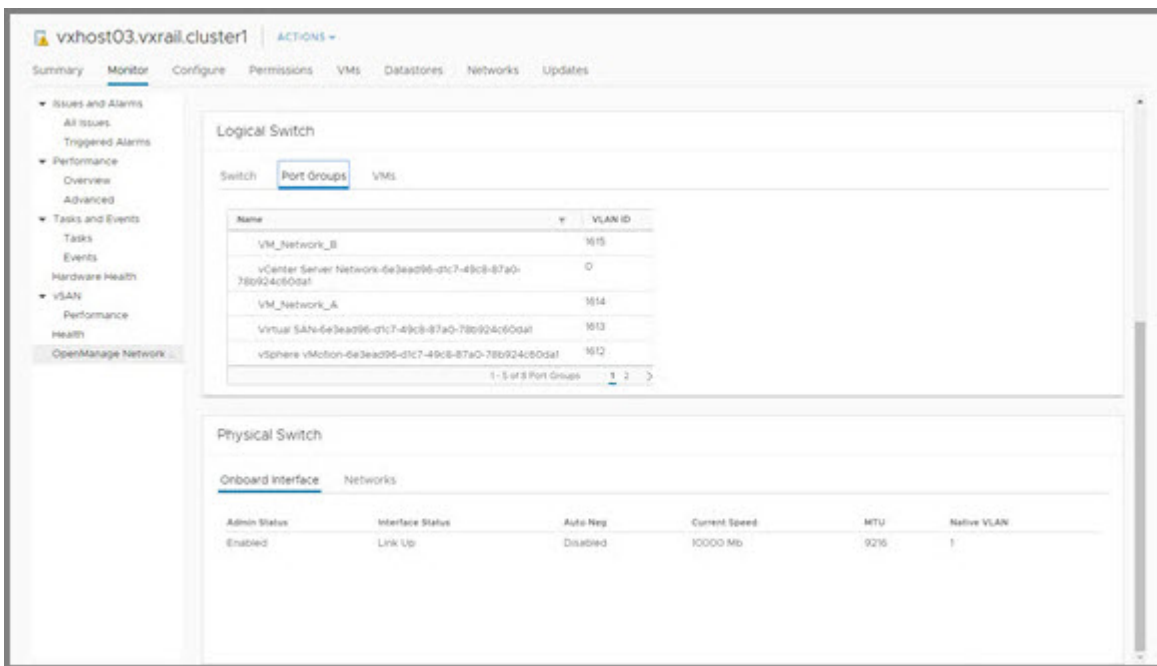 vxhost03.vxrail.cluster1 ACTIONS
Summary Monitor Configure Permissions VMs Datastores Networks Updates
Issues and Alarms
All Issues
Triggered Alarms
Performance
Overview
Advanced
Tasks and Events
Tasks
Events
Hardware Health
vSAN
Performance
Health
OpenManage Network ...
Logical Switch
Switch Port Groups VMs
Name VLAN ID
VM_Network_B 1615
vCenter Server Network-6e3ead96-d1c7-49c8-87a0- 0
78b924c60da1
VM_Network_A 1614
Virtual SAN-6e3ead96-d1c7-49c8-87a0-78b924c60da1 1613
vSphere vMotion-6e3ead96-d1c7-49c8-87a0-78b924c60da1 1612
1 - 5 of 8 Port Groups 1 2 >
Physical Switch
Onboard Interface Networks
Admin Status Interface Status Auto Neg Current Speed MTU Native VLAN
Enabled Link Up Disabled 10000 Mb 9216 1